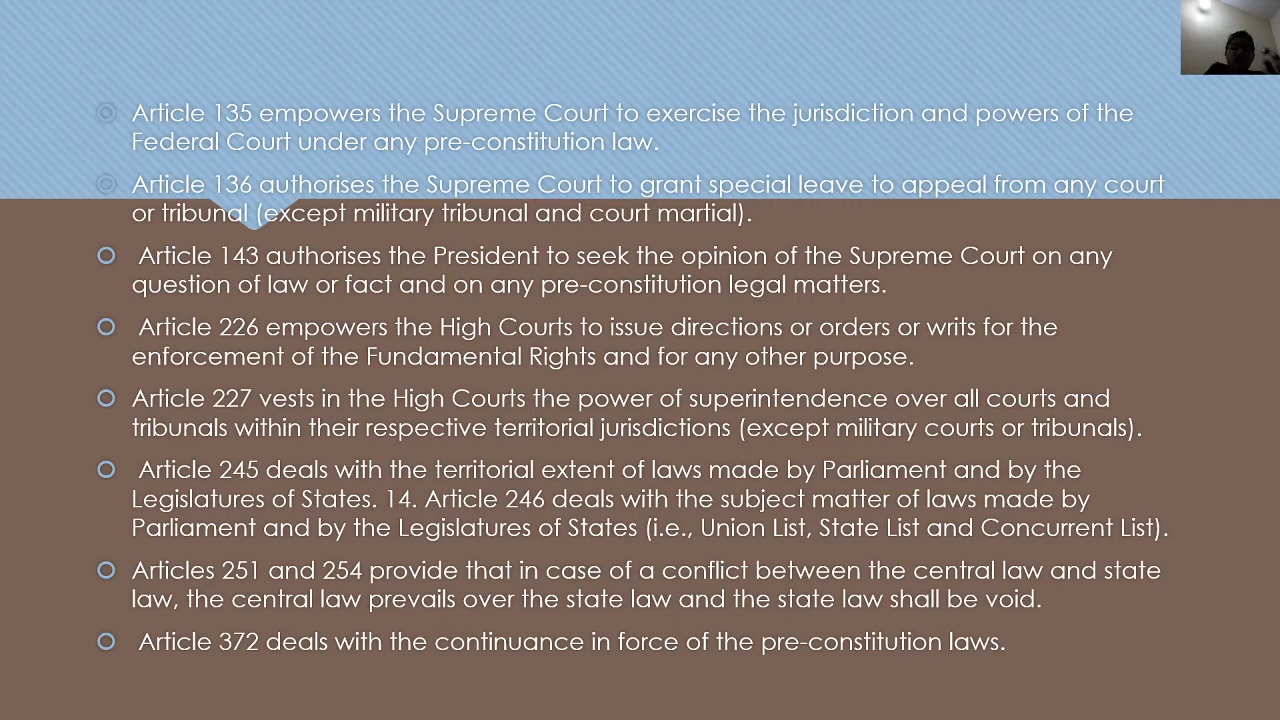 Article 135 empowers the Supreme Court to exercise the jurisdiction and powers of the
Federal Court under any pre-constitution law.
Article 136 authorises the Supreme Court to grant special leave to appeal from any court
or tribunal (except military tribunal and court martial).
Article 143 authorises the President to seek the opinion of the Supreme Court on any
question of law or fact and on any pre-constitution legal matters.
Article 226 empowers the High Courts to issue directions or orders or writs for the
enforcement of the Fundamental Rights and for any other purpose.
Article 227 vests in the High Courts the power of superintendence over all courts and
tribunals within their respective territorial jurisdictions (except military courts or tribunals).
Article 245 deals with the territorial extent of laws made by Parliament and by the
Legislatures of States. 14. Article 246 deals with the subject matter of laws made by
Parliament and by the Legislatures of States (i.e., Union List, State List and Concurrent List).
Articles 251 and 254 provide that in case of a conflict between the central law and state
law, the central law prevails over the state law and the state law shall be void.
Article 372 deals with the continuance in force of the pre-constitution laws.